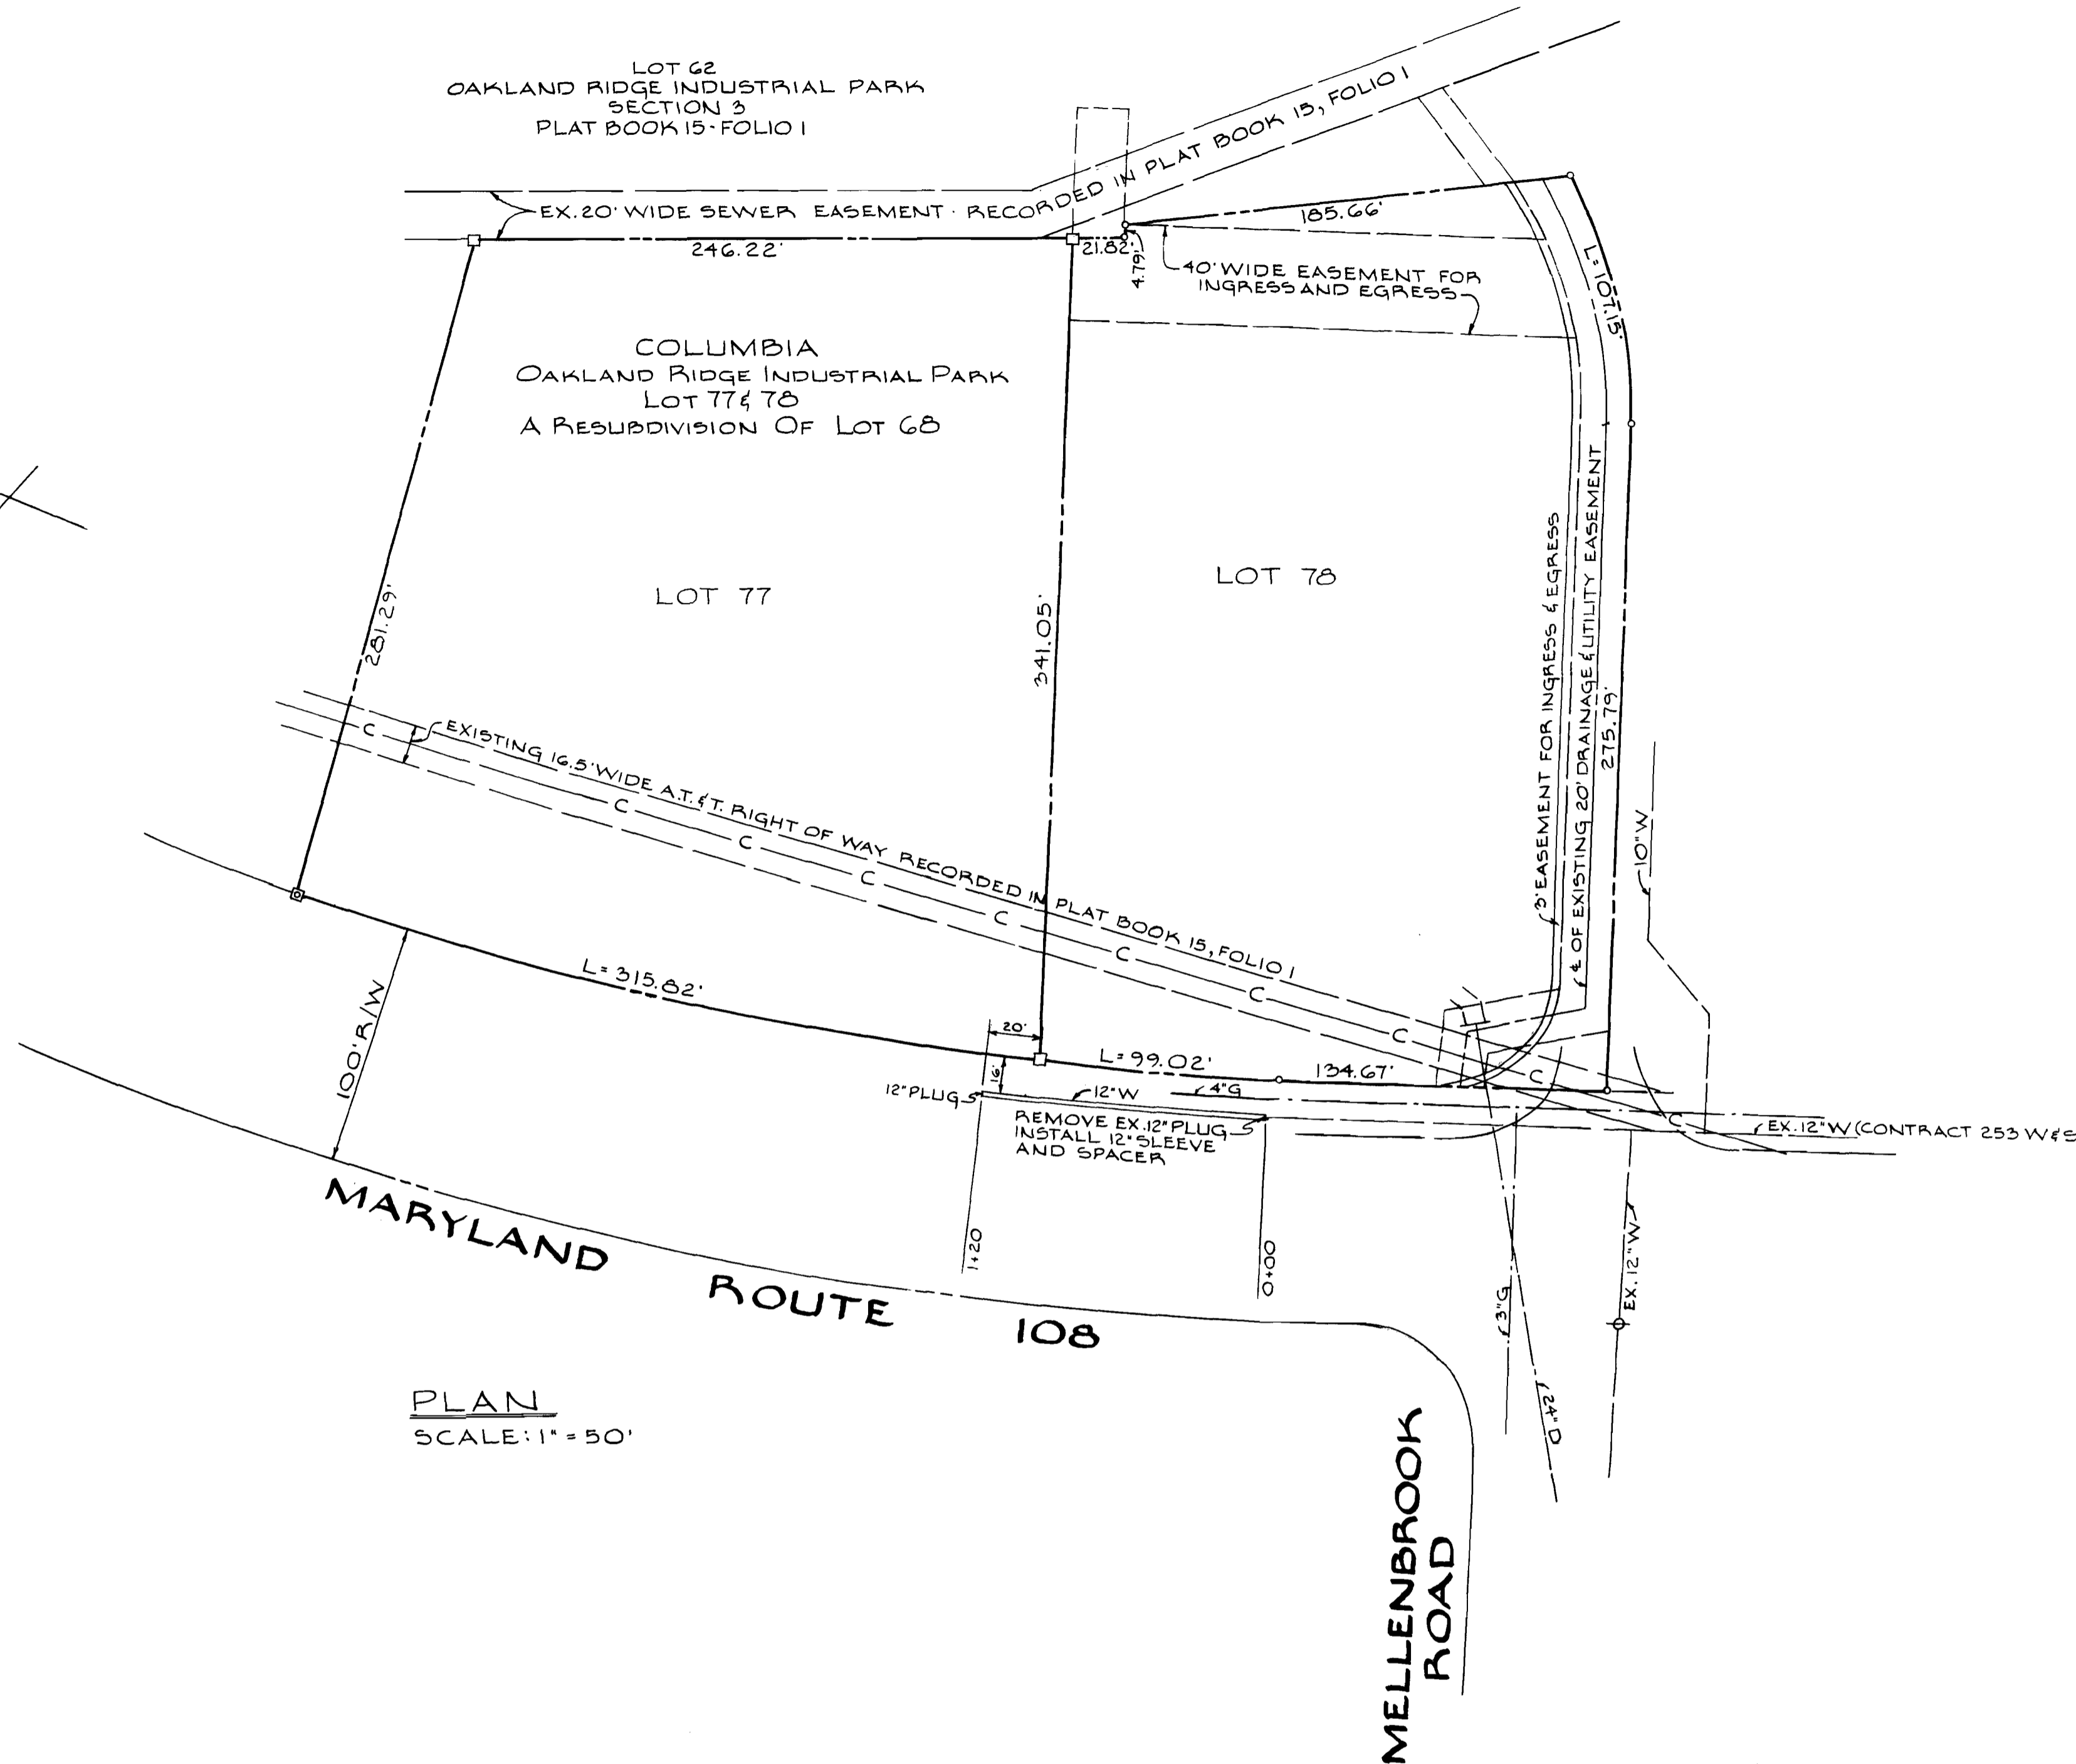 LOT 62
OAKLAND RIDGE INDUSTRIAL PARK
SECTION 3
PLAT BOOK 15-FOLIO 1
EX. 20' WIDE SEWER EASEMENT. RECORDED IN PLAT BOOK 15, FOLIO 1
246.22'
21.82'
4.79'
185.66'
L=107.15'
40' WIDE EASEMENT FOR
INGRESS AND EGRESS
COLUMBIA
OAKLAND RIDGE INDUSTRIAL PARK
LOT 77 & 78
A RESUBDIVISION OF LOT 68
LOT 77
LOT 78
281.29'
341.05'
3' EASEMENT FOR INGRESS & EGRESS
℄ OF EXISTING 20' DRAINAGE & UTILITY EASEMENT
275.79'
10"W
C
EXISTING 16.5' WIDE A.T.&T. RIGHT OF WAY RECORDED IN PLAT BOOK 15, FOLIO 1
C
C
C
C
C
C
C
C
C
L=315.82'
100' R/W
20'
16'
L=99.02'
134.67'
12" PLUG
12"W
4"G
REMOVE EX. 12" PLUG
INSTALL 12" SLEEVE
AND SPACER
EX. 12"W (CONTRACT 253 W&S
1+20
0+00
EX. 12"W
3"G
24"D
MARYLAND ROUTE 108
MELLENBROOK
ROAD
PLAN
SCALE: 1" = 50'